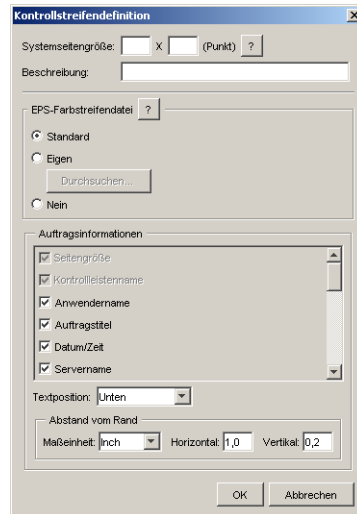 Kontrollstreifendefinition
Systemseitengröße: X (Punkt) ?
Beschreibung:
EPS-Farbstreifendatei ?
Standard
Eigen
Durchsuchen...
Nein
Auftragsinformationen
Seitengröße
Kontrollleistenname
Anwendername
Auftragstitel
Datum/Zeit
Servername
Textposition: Unten
Abstand vom Rand
Maßeinheit: Inch Horizontal: 1,0 Vertikal: 0,2
OK Abbrechen